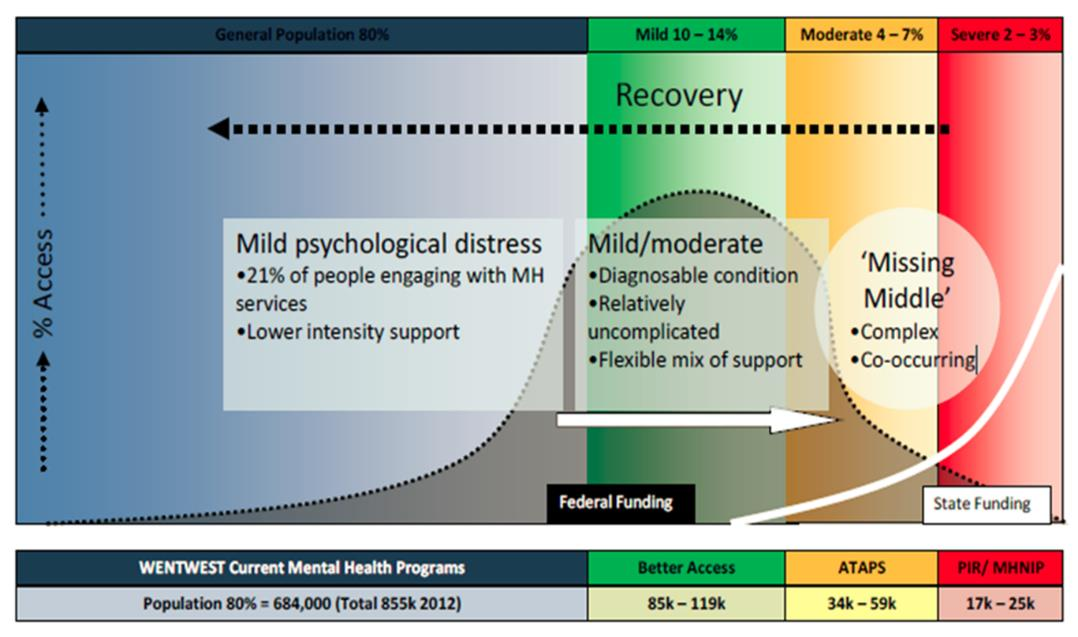 General Population 80%
Mild 10 – 14%
Moderate 4 – 7%
Severe 2 – 3%
Recovery
% Access
Mild psychological distress
•21% of people engaging with MH
services
•Lower intensity support
Mild/moderate
•Diagnosable condition
•Relatively
uncomplicated
•Flexible mix of support
‘Missing
Middle’
•Complex
•Co-occurring
Federal Funding
State Funding
WENTWEST Current Mental Health Programs
Better Access
ATAPS
PIR/ MHNIP
Population 80% = 684,000 (Total 855k 2012)
85k – 119k
34k – 59k
17k – 25k